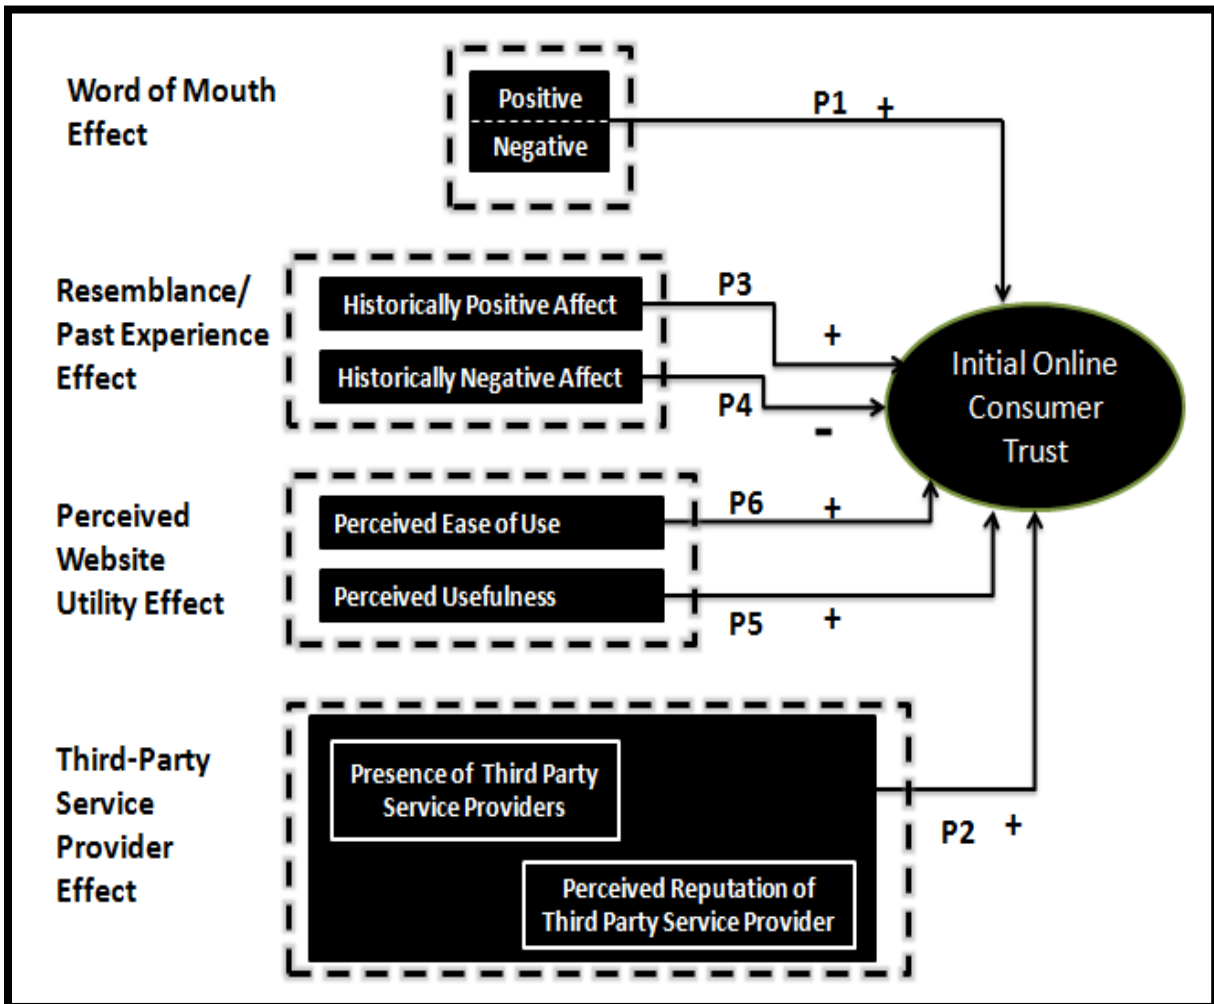 Word of Mouth
Effect
Positive
Negative
P1 +
Resemblance/
Past Experience
Effect
Historically Positive Affect
Historically Negative Affect
P3
+
P4
-
Initial Online
Consumer
Trust
Perceived
Website
Utility Effect
Perceived Ease of Use
Perceived Usefulness
P6 +
P5 +
Third-Party
Service
Provider
Effect
Presence of Third Party
Service Providers
Perceived Reputation of
Third Party Service Provider
P2 +